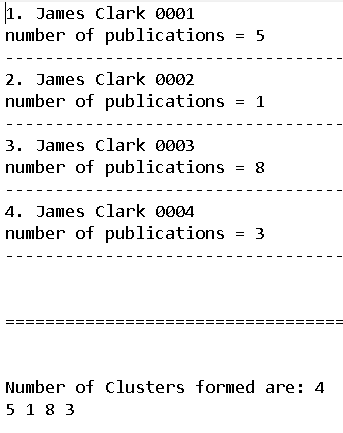 1. James Clark 0001
number of publications = 5
----------------------------------
2. James Clark 0002
number of publications = 1
----------------------------------
3. James Clark 0003
number of publications = 8
----------------------------------
4. James Clark 0004
number of publications = 3
----------------------------------
==================================
Number of Clusters formed are: 4
5 1 8 3